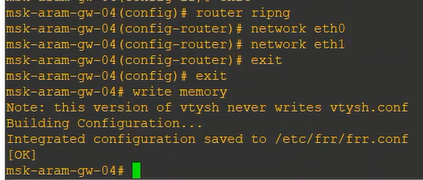 msk-aram-gw-04(config)# router ripng
msk-aram-gw-04(config-router)# network eth0
msk-aram-gw-04(config-router)# network eth1
msk-aram-gw-04(config-router)# exit
msk-aram-gw-04(config)# exit
msk-aram-gw-04# write memory
Note: this version of vtysh never writes vtysh.conf
Building Configuration...
Integrated configuration saved to /etc/frr/frr.conf
[OK]
msk-aram-gw-04#